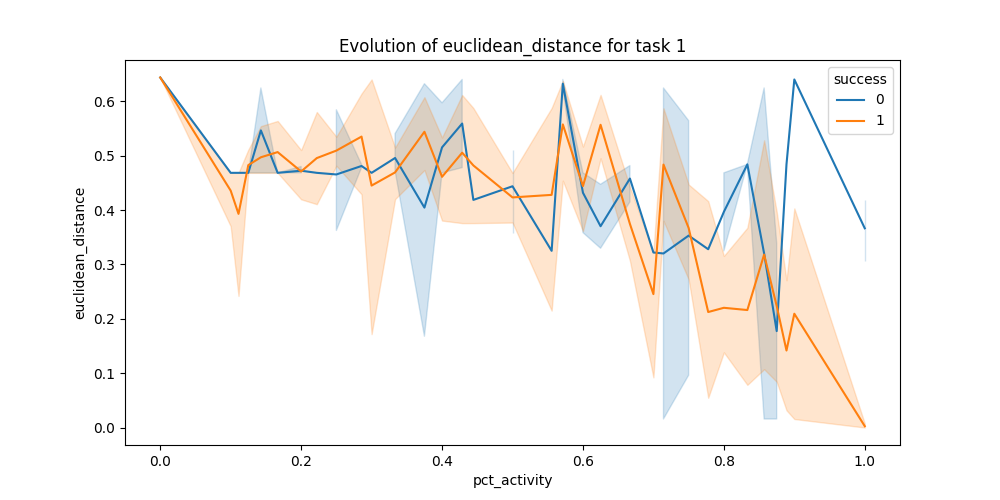 Evolution of euclidean_distance for task 1
success
0
1
euclidean_distance
0.6
0.5
0.4
0.3
0.2
0.1
0.0
0.0 0.2 0.4 0.6 0.8 1.0
pct_activity